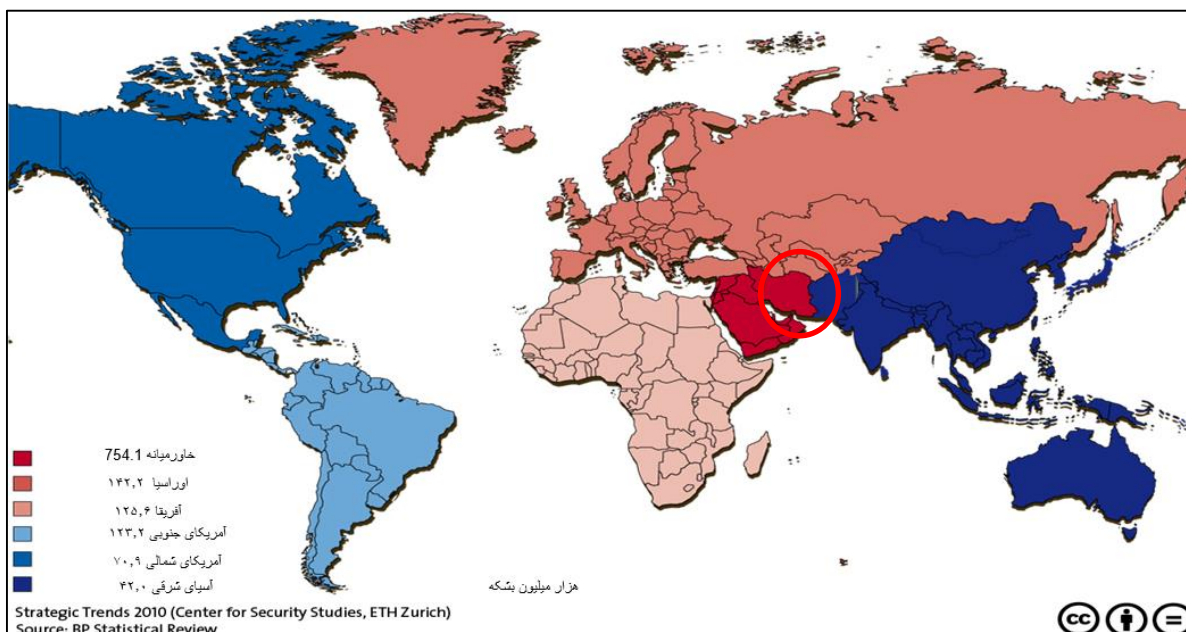 خاورمیانه 754.1
اوراسیا ۱۴۲٫۲
آفریقا ۱۲۵٫۶
آمریکای جنوبی ۱۲۳٫۲
آمریکای شمالی ۷۰٫۹
آسیای شرقی ۴۲٫۰
هزار میلیون بشکه
Strategic Trends 2010 (Center for Security Studies, ETH Zurich)
Source: BP Statistical Review
cc